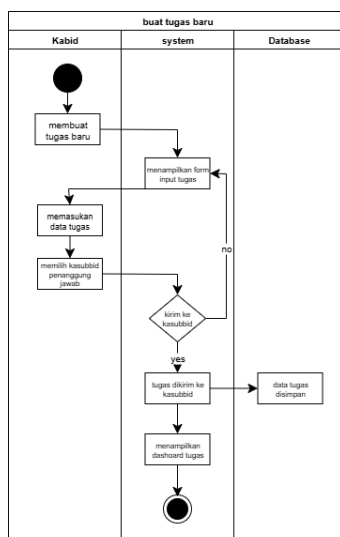 buat tugas baru
Kabid
system
Database
membuat
tugas baru
menampilkan form
input tugas
memasukan
data tugas
no
memilih kasubbid
penanggung
jawab
kirim ke
kasubbid
yes
tugas dikirim ke
kasubbid
data tugas
disimpan
menampilkan
dashoard tugas